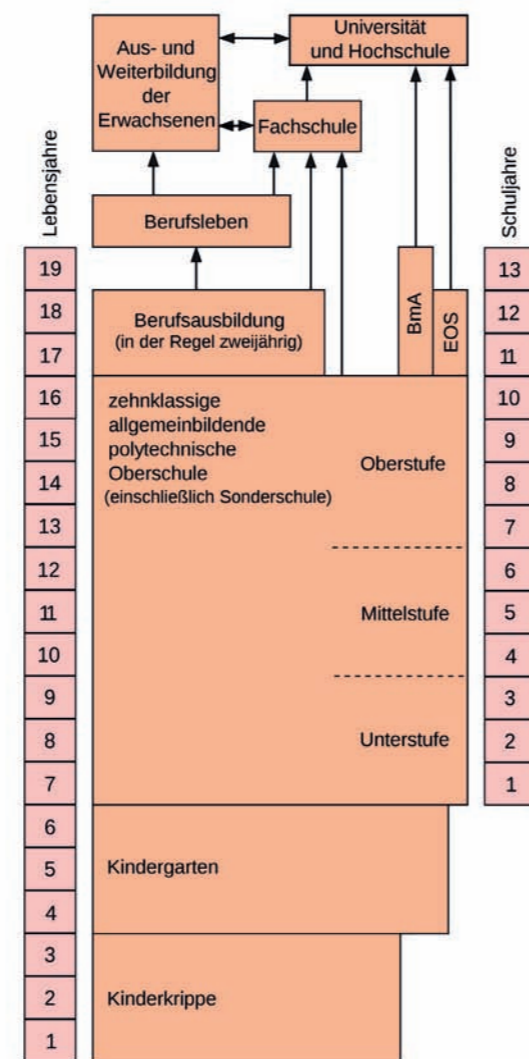 Aus- und
Weiterbildung
der
Erwachsenen
Universität
und Hochschule
Fachschule
Berufsleben
Lebensjahre
Schuljahre
19
18
17
16
15
14
13
12
11
10
9
8
7
6
5
4
3
2
1
Berufsausbildung
(in der Regel zweijährig)
BmA
EOS
zehnklassige
allgemeinbildende
polytechnische
Oberschule
(einschließlich Sonderschule)
Oberstufe
Mittelstufe
Unterstufe
Kindergarten
Kinderkrippe
13
12
11
10
9
8
7
6
5
4
3
2
1